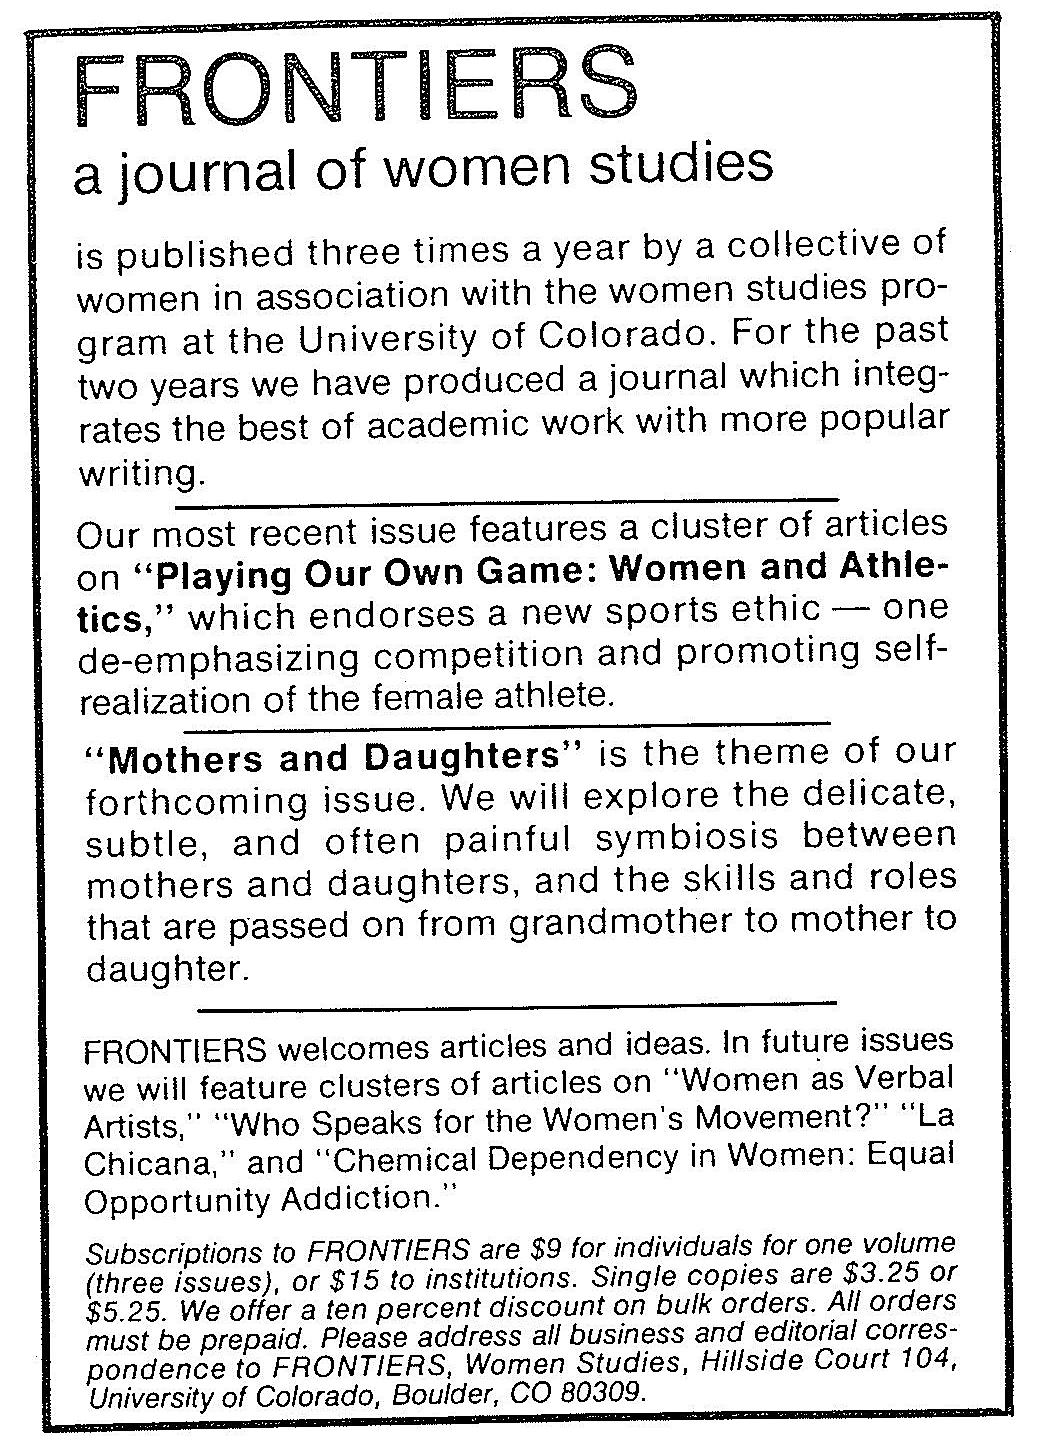 FRONTIERS
a journal of women studies
is published three times a year by a collective of
women in association with the women studies pro-
gram at the University of Colorado. For the past
two years we have produced a journal which integ-
rates the best of academic work with more popular
writing.
Our most recent issue features a cluster of articles
on “Playing Our Own Game: Women and Athle-
tics,” which endorses a new sports ethic — one
de-emphasizing competition and promoting self-
realization of the female athlete.
“Mothers and Daughters” is the theme of our
forthcoming issue. We will explore the delicate,
subtle, and often painful symbiosis between
mothers and daughters, and the skills and roles
that are passed on from grandmother to mother to
daughter.
FRONTIERS welcomes articles and ideas. In future issues
we will feature clusters of articles on “Women as Verbal
Artists,” “Who Speaks for the Women's Movement?” “La
Chicana,” and “Chemical Dependency in Women: Equal
Opportunity Addiction.”
Subscriptions to FRONTIERS are $9 for individuals for one volume
(three issues), or $15 to institutions. Single copies are $3.25 or
$5.25. We offer a ten percent discount on bulk orders. All orders
must be prepaid. Please address all business and editorial corres-
pondence to FRONTIERS, Women Studies, Hillside Court 104,
University of Colorado, Boulder, CO 80309.